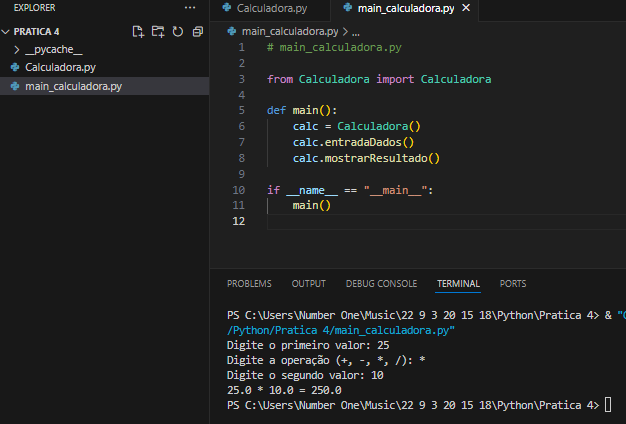 EXPLORER
PRATICA 4
__pycache__
Calculadora.py
main_calculadora.py
Calculadora.py
main_calculadora.py
main_calculadora.py > ...
1 # main_calculadora.py
2
3 from Calculadora import Calculadora
4
5 def main():
6     calc = Calculadora()
7     calc.entradaDados()
8     calc.mostrarResultado()
9
10 if __name__ == "__main__":
11     main()
12
PROBLEMS OUTPUT DEBUG CONSOLE TERMINAL PORTS
PS C:\Users\Number One\Music\22 9 3 20 15 18\Python\Pratica 4> & "C
/Python/Pratica 4/main_calculadora.py"
Digite o primeiro valor: 25
Digite a operação (+, -, *, /): *
Digite o segundo valor: 10
25.0 * 10.0 = 250.0
PS C:\Users\Number One\Music\22 9 3 20 15 18\Python\Pratica 4>